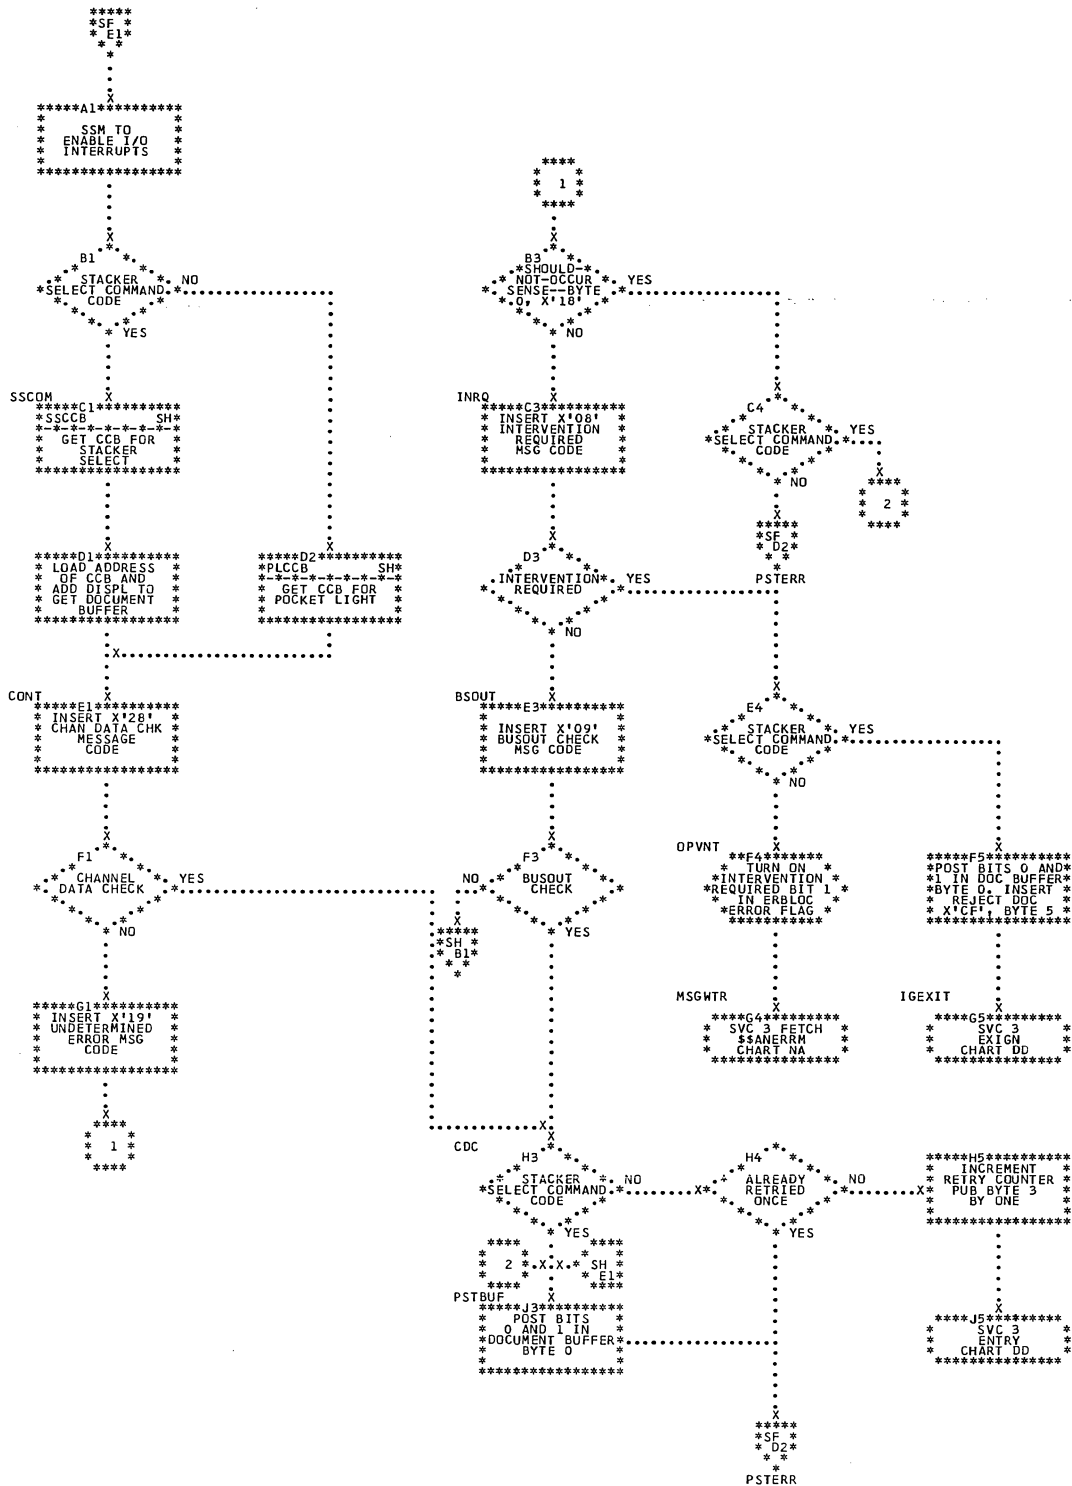 SF
E1
A1
SSM TO
ENABLE I/O
INTERRUPTS
B1
STACKER
SELECT COMMAND
CODE
NO
YES
SSCOM
C1
SSCCB SH
GET CCB FOR
STACKER
SELECT
D1
LOAD ADDRESS
OF CCB AND
ADD DISPL TO
GET DOCUMENT
BUFFER
D2
PLCCB SH
GET CCB FOR
POCKET LIGHT
CONT
E1
INSERT X'28'
CHAN DATA CHK
MESSAGE
CODE
F1
CHANNEL
DATA CHECK
YES
NO
G1
INSERT X'19'
UNDETERMINED
ERROR MSG
CODE
1
1
B3
SHOULD-
NOT-OCCUR
SENSE--BYTE
0, X'18'
YES
NO
INRQ
C3
INSERT X'08'
INTERVENTION
REQUIRED
MSG CODE
C4
STACKER
SELECT COMMAND
CODE
YES
NO
2
SF
D2
PSTERR
D3
INTERVENTION
REQUIRED
YES
NO
BSOUT
E3
INSERT X'09'
BUSOUT CHECK
MSG CODE
E4
STACKER
SELECT COMMAND
CODE
YES
NO
F3
BUSOUT
CHECK
NO
YES
SH
B1
OPVNT
F4
TURN ON
INTERVENTION
REQUIRED BIT 1
IN ERBLOC
ERROR FLAG
F5
POST BITS 0 AND
1 IN DOC BUFFER
BYTE 0. INSERT
REJECT DOC
X'CF', BYTE 5
MSGWTR
G4
SVC 3 FETCH
$$ANERRM
CHART NA
IGEXIT
G5
SVC 3
EXIGN
CHART DD
CDC
H3
STACKER
SELECT COMMAND
CODE
NO
YES
H4
ALREADY
RETRIED
ONCE
NO
YES
H5
INCREMENT
RETRY COUNTER
PUB BYTE 3
BY ONE
2
SH
E1
PSTBUF
J3
POST BITS
0 AND 1 IN
DOCUMENT BUFFER
BYTE 0
J5
SVC 3
ENTRY
CHART DD
SF
D2
PSTERR